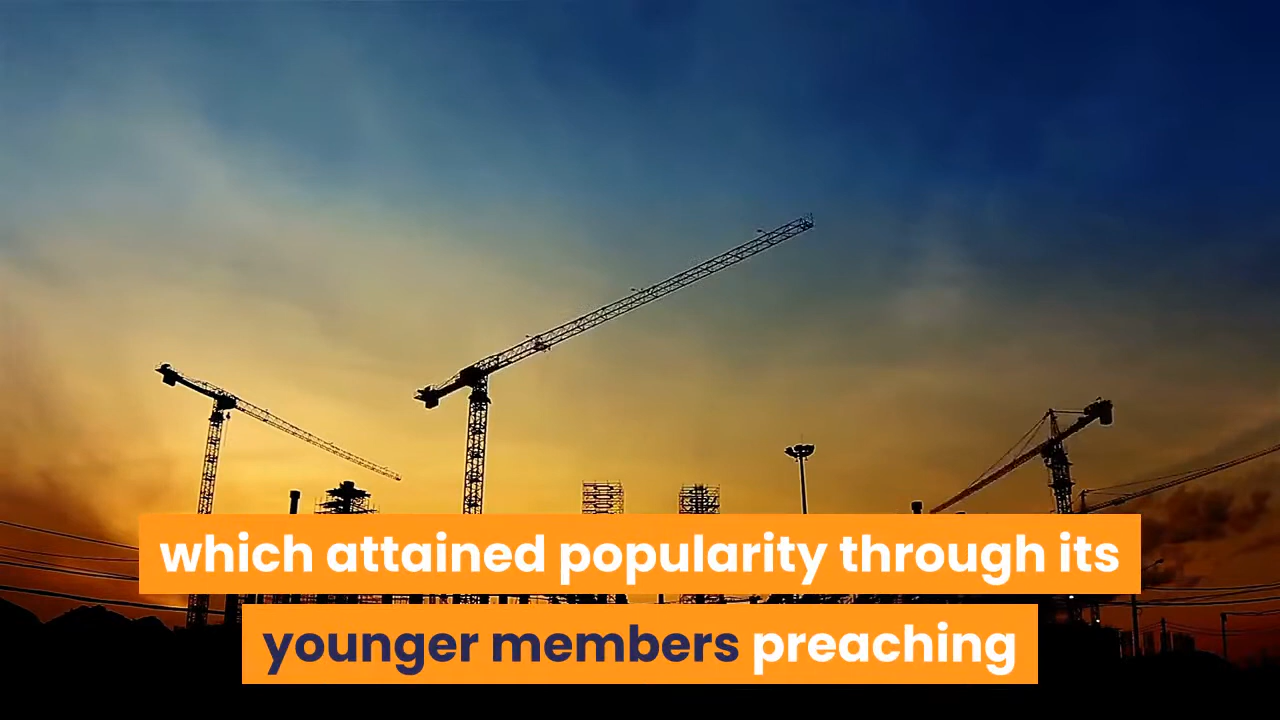 which attained popularity through its
younger members preaching